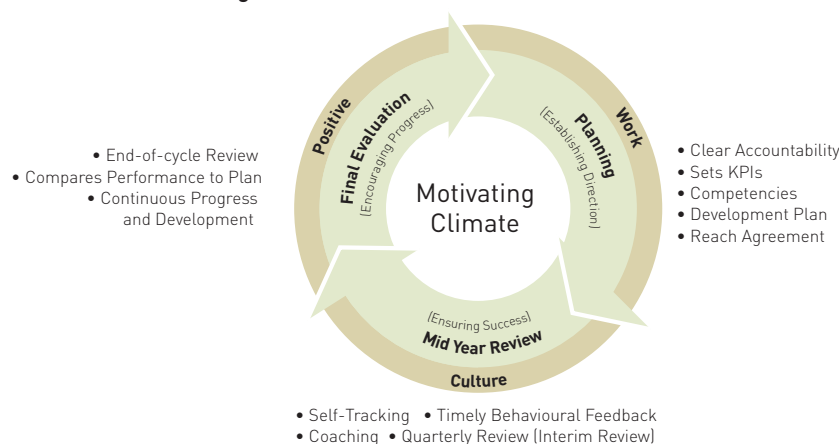 Positive
Final Evaluation
(Encouraging Progress)
Work
Planning
(Establishing Direction)
Motivating
Climate
• End-of-cycle Review
• Compares Performance to Plan
• Continuous Progress
and Development
• Clear Accountability
• Sets KPIs
• Competencies
• Development Plan
• Reach Agreement
(Ensuring Success)
Mid Year Review
Culture
• Self-Tracking • Timely Behavioural Feedback
• Coaching • Quarterly Review (Interim Review)